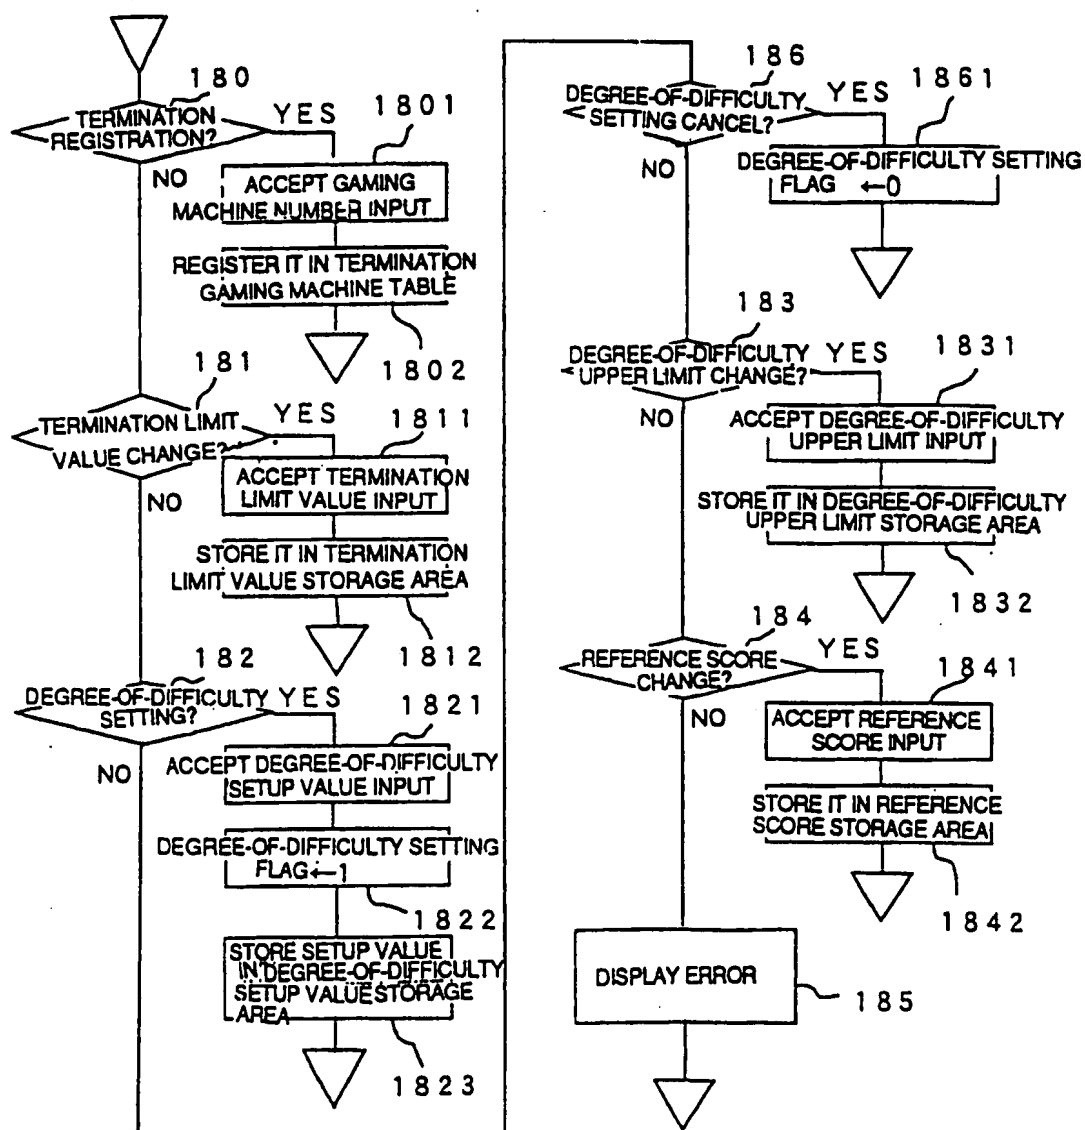 180
TERMINATION
REGISTRATION?
YES
NO
1801
ACCEPT GAMING
MACHINE NUMBER INPUT
REGISTER IT IN TERMINATION
GAMING MACHINE TABLE
1802
181
TERMINATION LIMIT
VALUE CHANGE?
YES
NO
1811
ACCEPT TERMINATION
LIMIT VALUE INPUT
STORE IT IN TERMINATION
LIMIT VALUE STORAGE AREA
1812
182
DEGREE-OF-DIFFICULTY
SETTING?
YES
NO
1821
ACCEPT DEGREE-OF-DIFFICULTY
SETUP VALUE INPUT
DEGREE-OF-DIFFICULTY SETTING
FLAG←1
1822
STORE SETUP VALUE
IN DEGREE-OF-DIFFICULTY
SETUP VALUE STORAGE
AREA
1823
186
DEGREE-OF-DIFFICULTY
SETTING CANCEL?
YES
NO
1861
DEGREE-OF-DIFFICULTY SETTING
FLAG ←0
183
DEGREE-OF-DIFFICULTY
UPPER LIMIT CHANGE?
YES
NO
1831
ACCEPT DEGREE-OF-DIFFICULTY
UPPER LIMIT INPUT
STORE IT IN DEGREE-OF-DIFFICULTY
UPPER LIMIT STORAGE AREA
1832
184
REFERENCE SCORE
CHANGE?
YES
NO
1841
ACCEPT REFERENCE
SCORE INPUT
STORE IT IN REFERENCE
SCORE STORAGE AREA
1842
DISPLAY ERROR
185